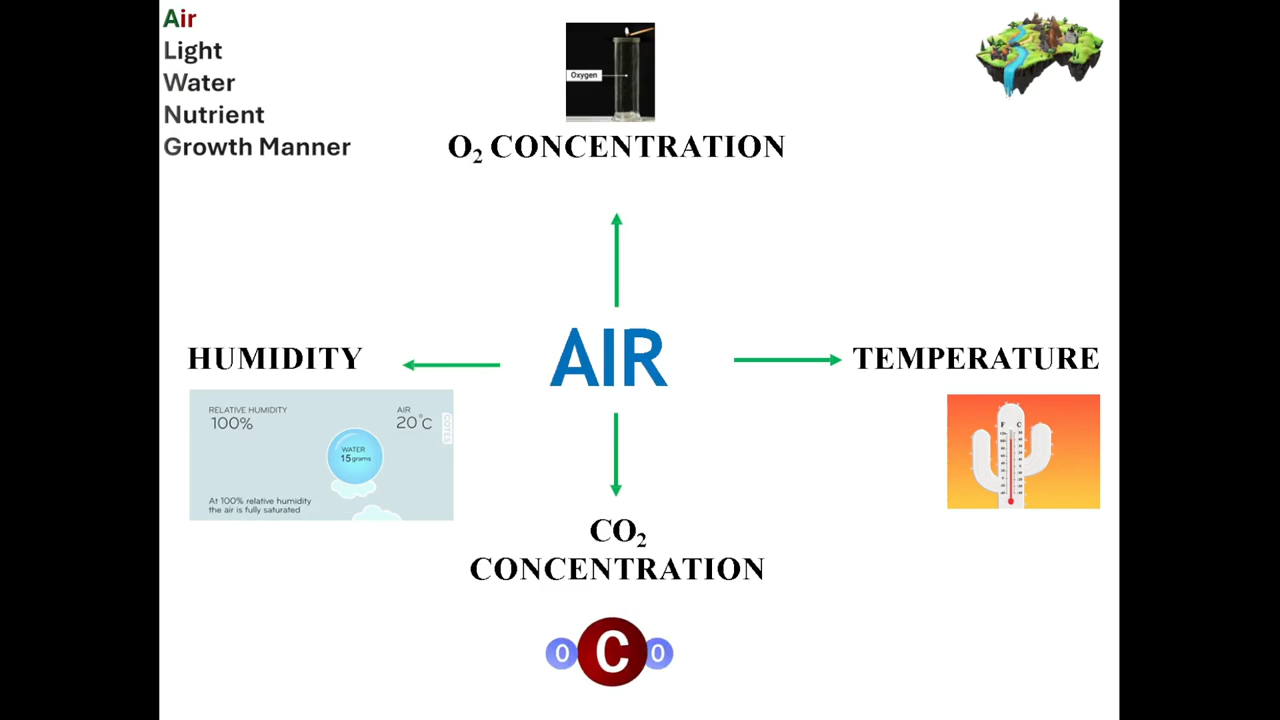 Air
Light
Water
Nutrient
Growth Manner
Oxygen
O₂ CONCENTRATION
AIR
HUMIDITY
TEMPERATURE
RELATIVE HUMIDITY
100%
AIR
20°C
COTES
WATER
15 grams
At 100% relative humidity
the air is fully saturated
F C
CO₂
CONCENTRATION
O C O